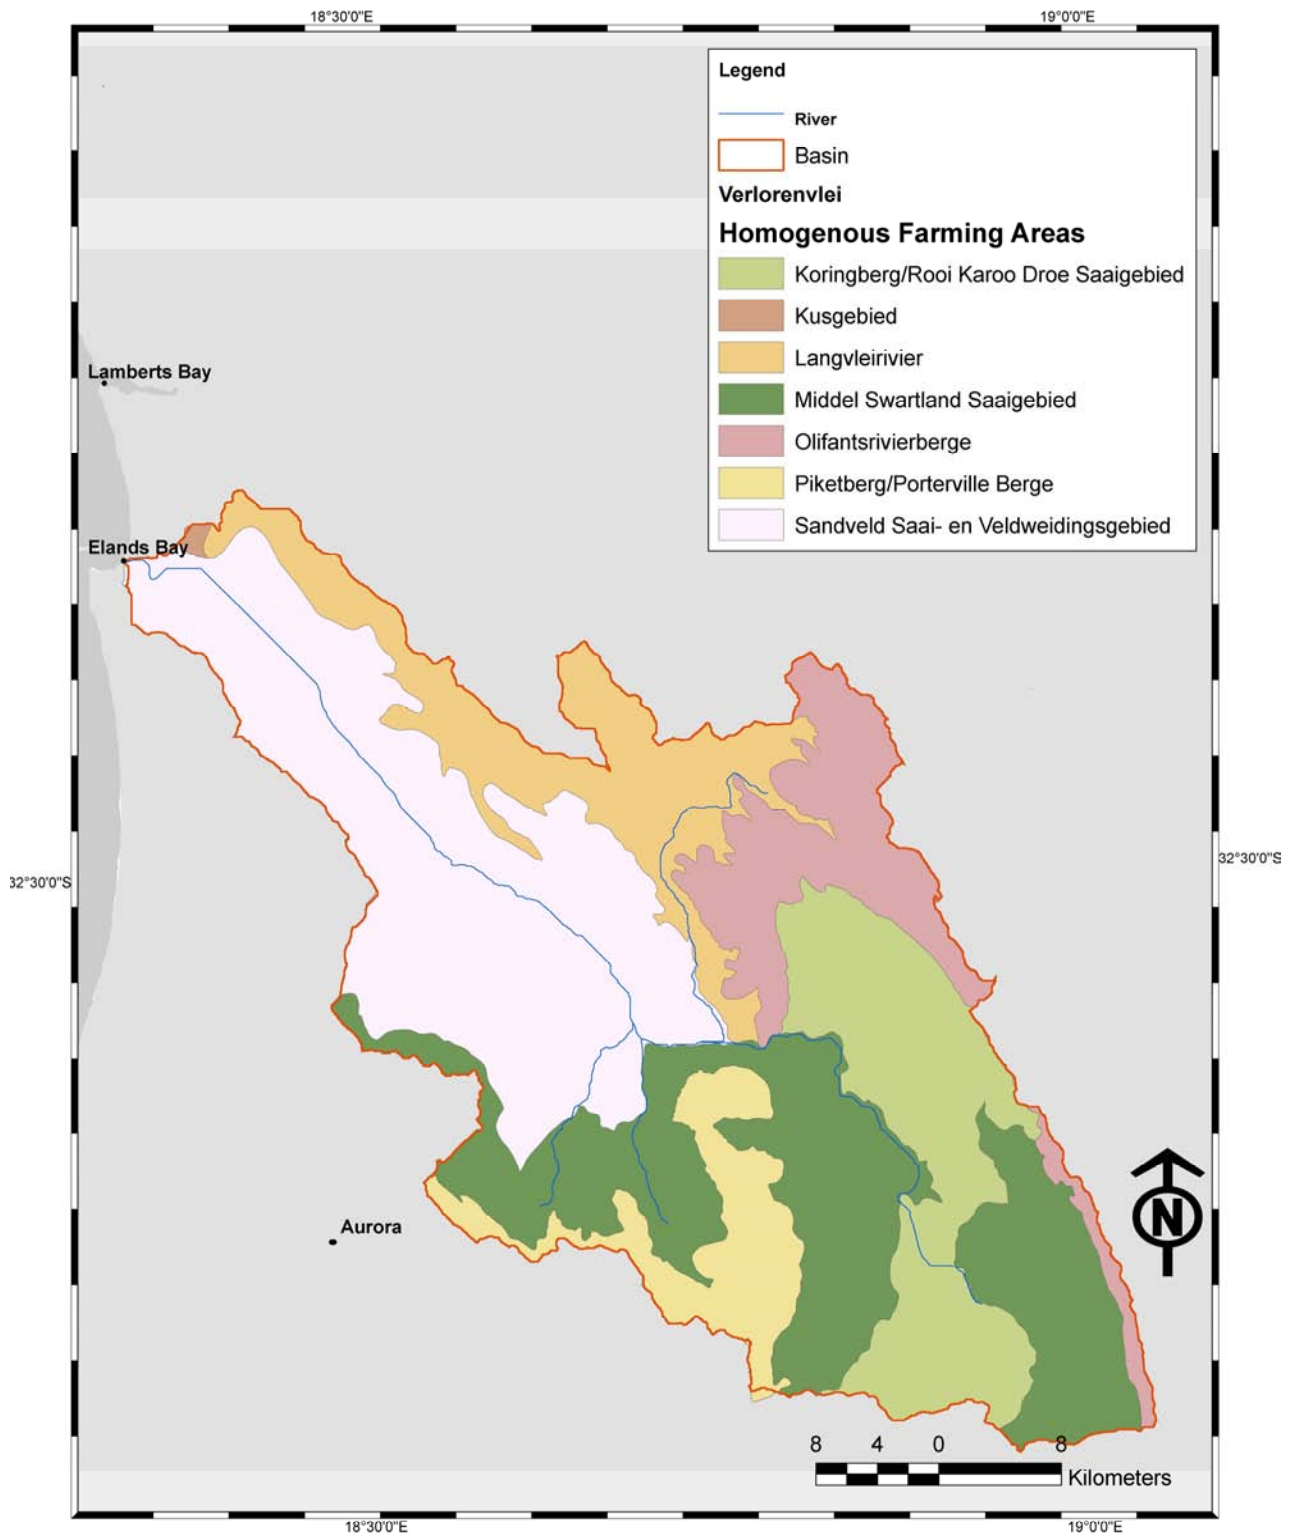 18°30'0"E 19°0'0"E
Legend
River
Basin
Verlorenvlei
Homogenous Farming Areas
Koringberg/Rooi Karoo Droe Saaigebied
Kusgebied
Langvleirivier
Middel Swartland Saaigebied
Olifantsrivierberge
Piketberg/Porterville Berge
Sandveld Saai- en Veldweidingsgebied
Lamberts Bay
Elands Bay
32°30'0"S 32°30'0"S
Aurora
N
8 4 0 8
Kilometers
18°30'0"E 19°0'0"E